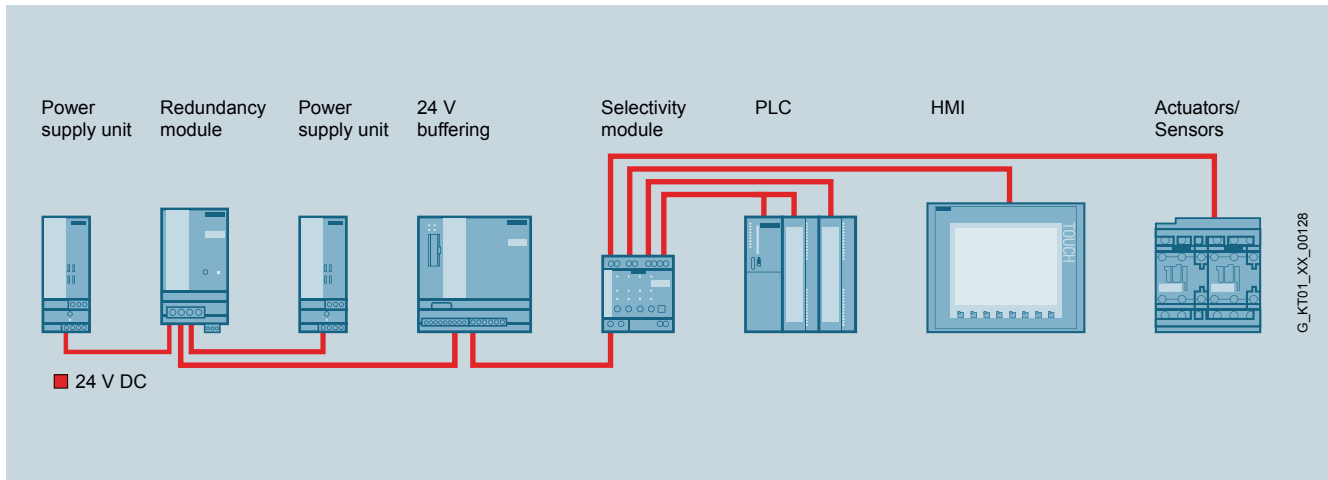 Power
supply unit
Redundancy
module
Power
supply unit
24 V
buffering
Selectivity
module
PLC
HMI
Actuators/
Sensors
TOUCH
24 V DC
G_KT01_XX_00128